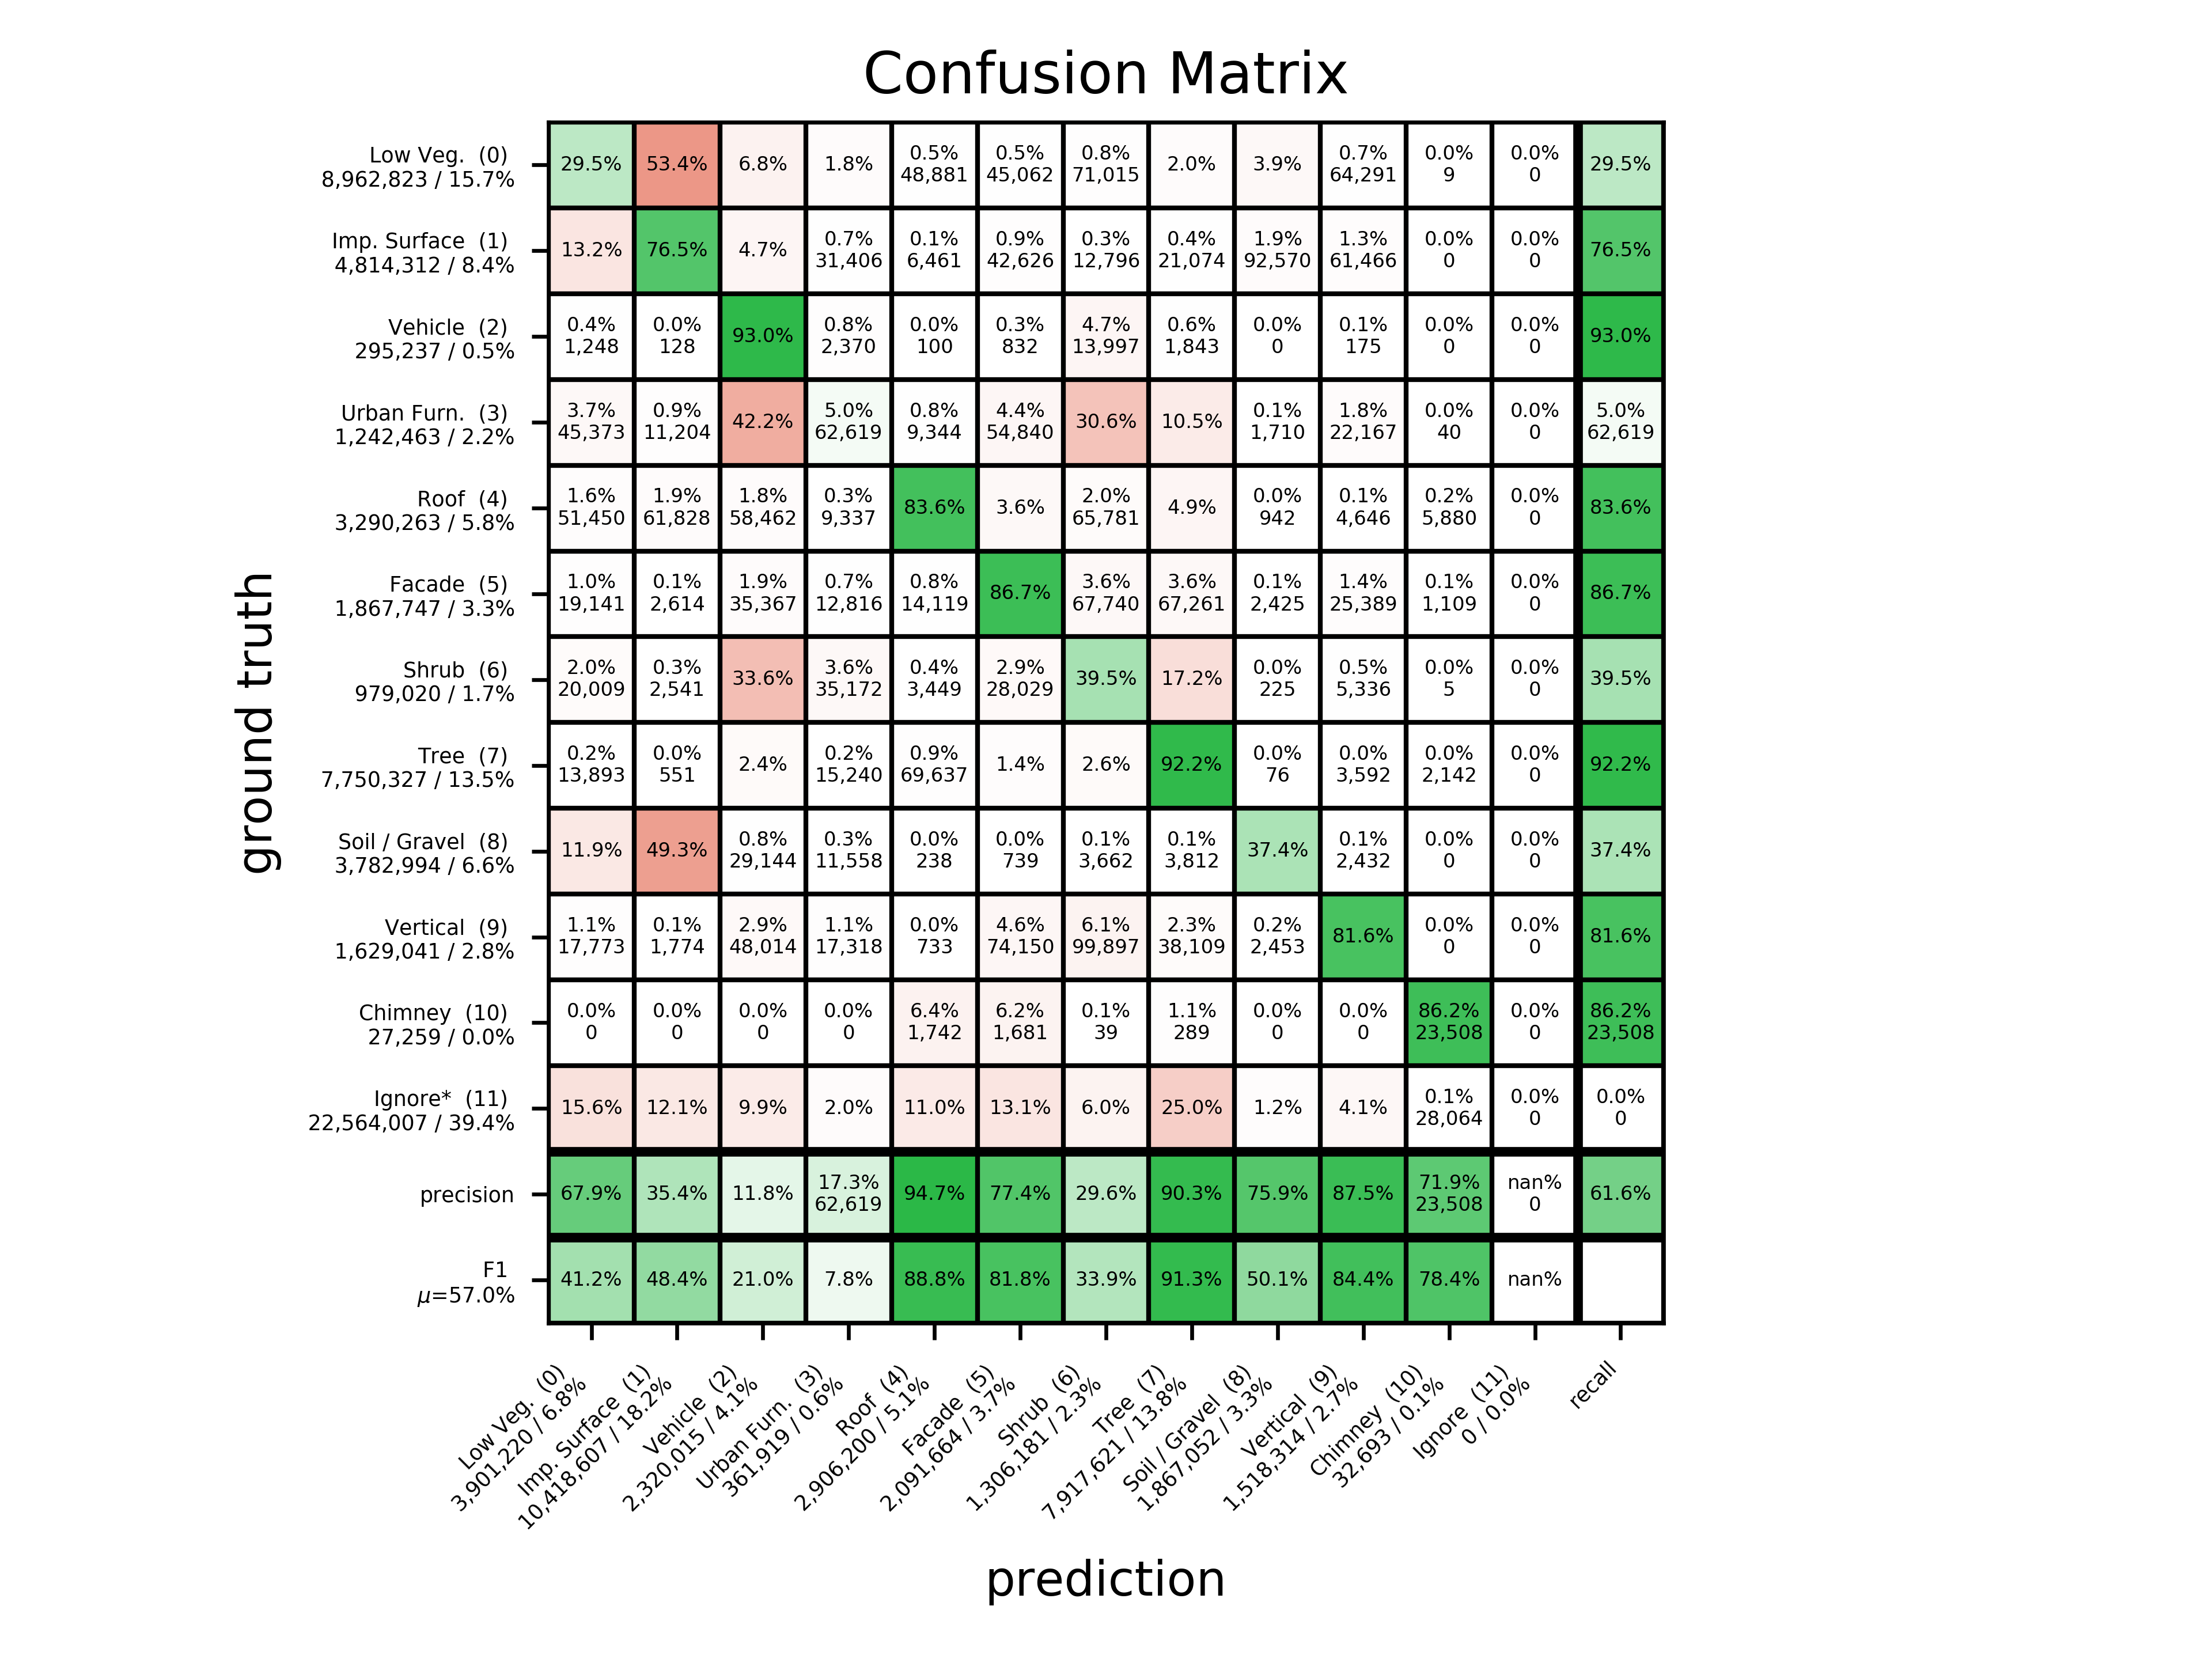 Confusion Matrix
ground truth
Low Veg. (0)
8,962,823 / 15.7%
29.5% 53.4% 6.8% 1.8% 0.5% 0.5% 0.8% 2.0% 3.9% 0.7% 0.0% 0.0% 29.5%
48,881 45,062 71,015 64,291 9 0
Imp. Surface (1)
4,814,312 / 8.4%
13.2% 76.5% 4.7% 0.7% 0.1% 0.9% 0.3% 0.4% 1.9% 1.3% 0.0% 0.0% 76.5%
31,406 6,461 42,626 12,796 21,074 92,570 61,466 0 0
Vehicle (2)
295,237 / 0.5%
0.4% 0.0% 93.0% 0.8% 0.0% 0.3% 4.7% 0.6% 0.0% 0.1% 0.0% 0.0% 93.0%
1,248 128 2,370 100 832 13,997 1,843 0 175 0 0
Urban Furn. (3)
1,242,463 / 2.2%
3.7% 0.9% 42.2% 5.0% 0.8% 4.4% 30.6% 10.5% 0.1% 1.8% 0.0% 0.0% 5.0%
45,373 11,204 62,619 9,344 54,840 1,710 22,167 40 0 62,619
Roof (4)
3,290,263 / 5.8%
1.6% 1.9% 1.8% 0.3% 83.6% 3.6% 2.0% 4.9% 0.0% 0.1% 0.2% 0.0% 83.6%
51,450 61,828 58,462 9,337 65,781 942 4,646 5,880 0
Facade (5)
1,867,747 / 3.3%
1.0% 0.1% 1.9% 0.7% 0.8% 86.7% 3.6% 3.6% 0.1% 1.4% 0.1% 0.0% 86.7%
19,141 2,614 35,367 12,816 14,119 67,740 67,261 2,425 25,389 1,109 0
Shrub (6)
979,020 / 1.7%
2.0% 0.3% 33.6% 3.6% 0.4% 2.9% 39.5% 17.2% 0.0% 0.5% 0.0% 0.0% 39.5%
20,009 2,541 35,172 3,449 28,029 225 5,336 5 0
Tree (7)
7,750,327 / 13.5%
0.2% 0.0% 2.4% 0.2% 0.9% 1.4% 2.6% 92.2% 0.0% 0.0% 0.0% 0.0% 92.2%
13,893 551 15,240 69,637 76 3,592 2,142 0
Soil / Gravel (8)
3,782,994 / 6.6%
11.9% 49.3% 0.8% 0.3% 0.0% 0.0% 0.1% 0.1% 37.4% 0.1% 0.0% 0.0% 37.4%
29,144 11,558 238 739 3,662 3,812 2,432 0 0
Vertical (9)
1,629,041 / 2.8%
1.1% 0.1% 2.9% 1.1% 0.0% 4.6% 6.1% 2.3% 0.2% 81.6% 0.0% 0.0% 81.6%
17,773 1,774 48,014 17,318 733 74,150 99,897 38,109 2,453 0 0
Chimney (10)
27,259 / 0.0%
0.0% 0.0% 0.0% 0.0% 6.4% 6.2% 0.1% 1.1% 0.0% 0.0% 86.2% 0.0% 86.2%
0 0 0 0 1,742 1,681 39 289 0 0 23,508 0 23,508
Ignore* (11)
22,564,007 / 39.4%
15.6% 12.1% 9.9% 2.0% 11.0% 13.1% 6.0% 25.0% 1.2% 4.1% 0.1% 0.0% 0.0%
28,064 0 0
precision
67.9% 35.4% 11.8% 17.3% 94.7% 77.4% 29.6% 90.3% 75.9% 87.5% 71.9% nan% 61.6%
62,619 23,508 0
F1
μ=57.0%
41.2% 48.4% 21.0% 7.8% 88.8% 81.8% 33.9% 91.3% 50.1% 84.4% 78.4% nan%
Low Veg. (0)
3,901,220 / 6.8%
Imp. Surface (1)
10,418,607 / 18.2%
Vehicle (2)
2,320,015 / 4.1%
Urban Furn. (3)
361,919 / 0.6%
Roof (4)
2,906,200 / 5.1%
Facade (5)
2,091,664 / 3.7%
Shrub (6)
1,306,181 / 2.3%
Tree (7)
7,917,621 / 13.8%
Soil / Gravel (8)
1,867,052 / 3.3%
Vertical (9)
1,518,314 / 2.7%
Chimney (10)
32,693 / 0.1%
Ignore (11)
0 / 0.0%
recall
prediction